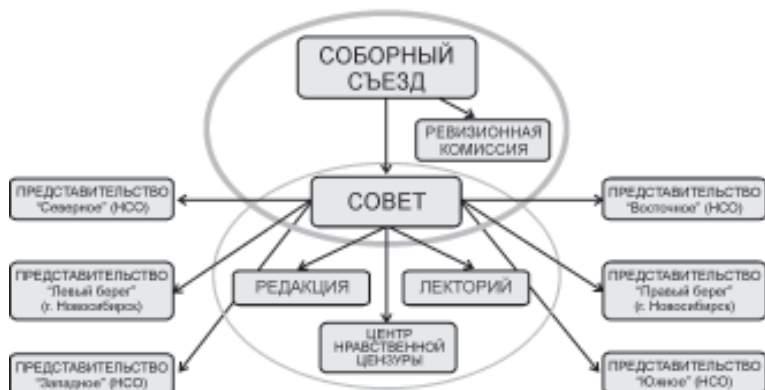 СОБОРНЫЙ
СЪЕЗД
РЕВИЗИОННАЯ
КОМИССИЯ
ПРЕДСТАВИТЕЛЬСТВО
"Северное" (НСО)
СОВЕТ
ПРЕДСТАВИТЕЛЬСТВО
"Восточное" (НСО)
ПРЕДСТАВИТЕЛЬСТВО
"Левый берег"
(г. Новосибирск)
РЕДАКЦИЯ
ЛЕКТОРИЙ
ПРЕДСТАВИТЕЛЬСТВО
"Правый берег"
(г. Новосибирск)
ПРЕДСТАВИТЕЛЬСТВО
"Западное" (НСО)
ЦЕНТР
НРАВСТВЕННОЙ
ЦЕНЗУРЫ
ПРЕДСТАВИТЕЛЬСТВО
"Южное" (НСО)